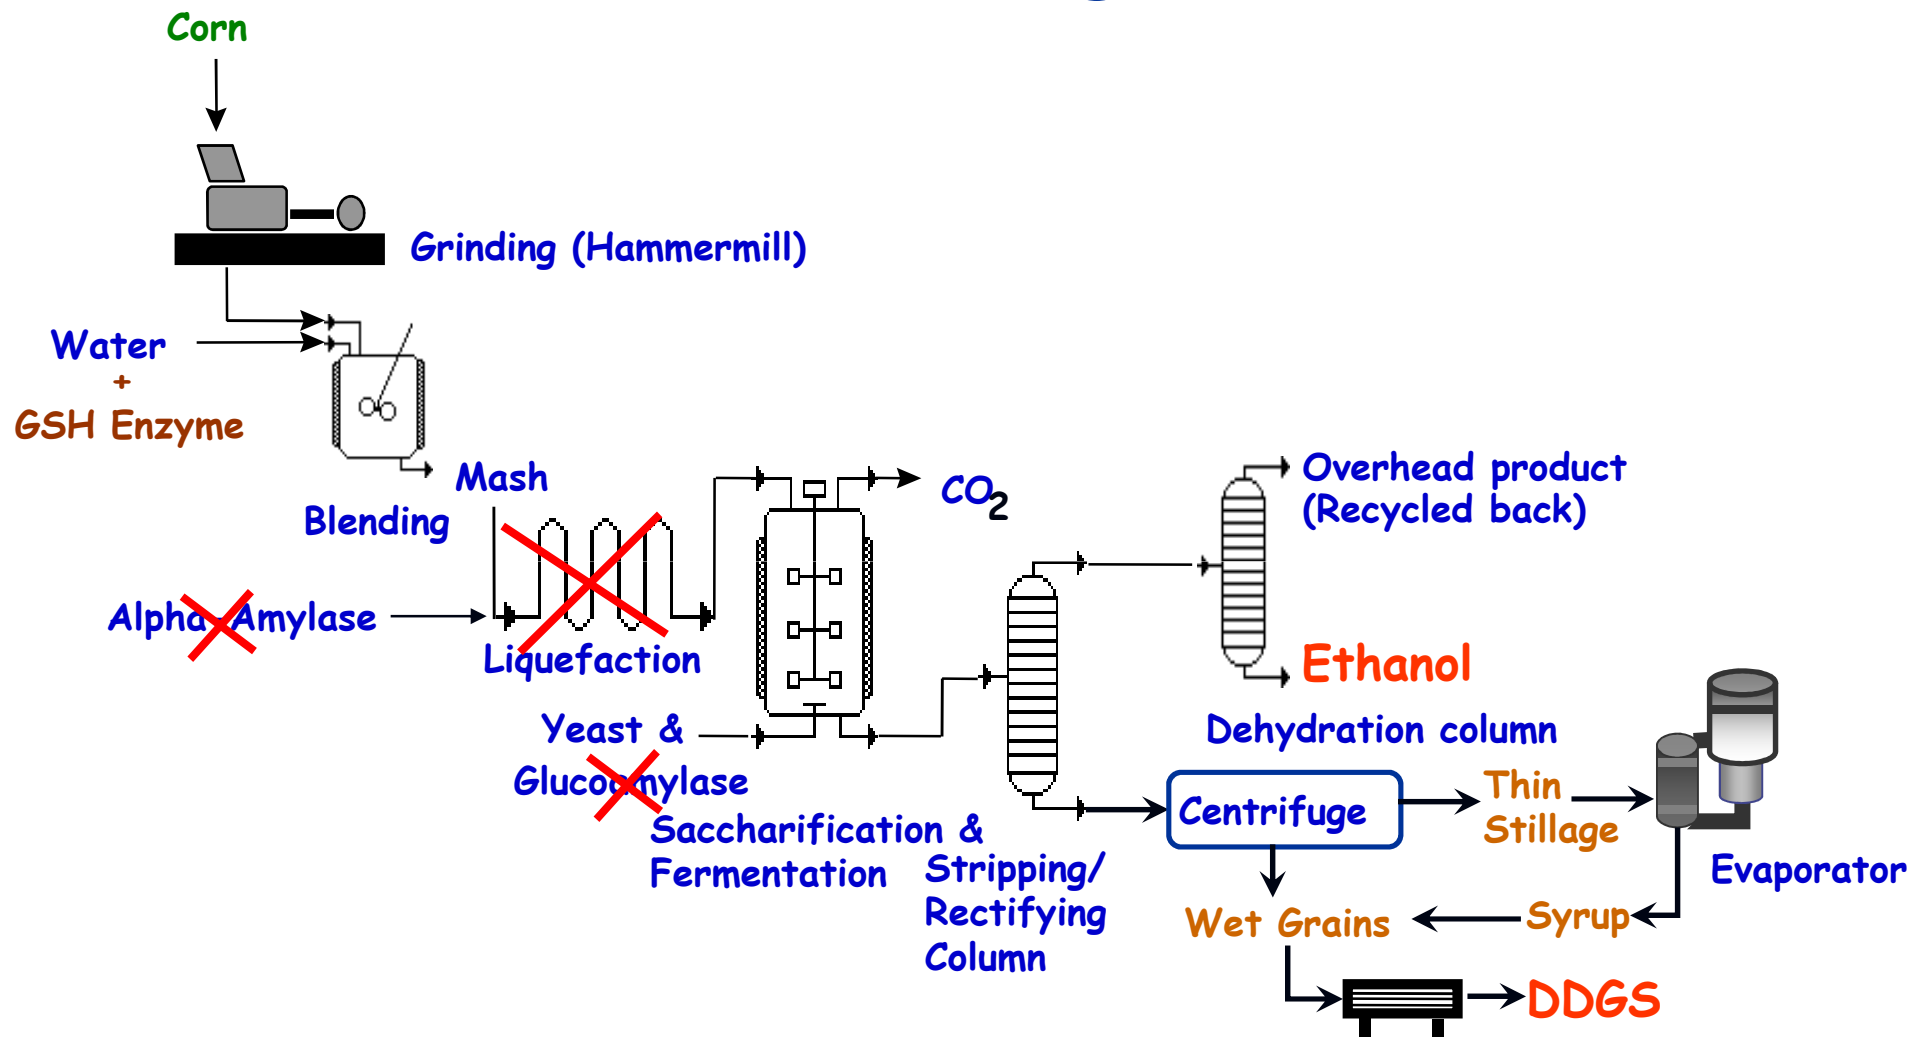 Corn
Grinding (Hammermill)
Water
+
GSH Enzyme
Mash
Blending
Alpha-Amylase
Liquefaction
CO2
Yeast &
Glucoamylase
Saccharification &
Fermentation
Stripping/
Rectifying
Column
Overhead product
(Recycled back)
Ethanol
Dehydration column
Centrifuge
Thin
Stillage
Evaporator
Wet Grains
Syrup
DDGS